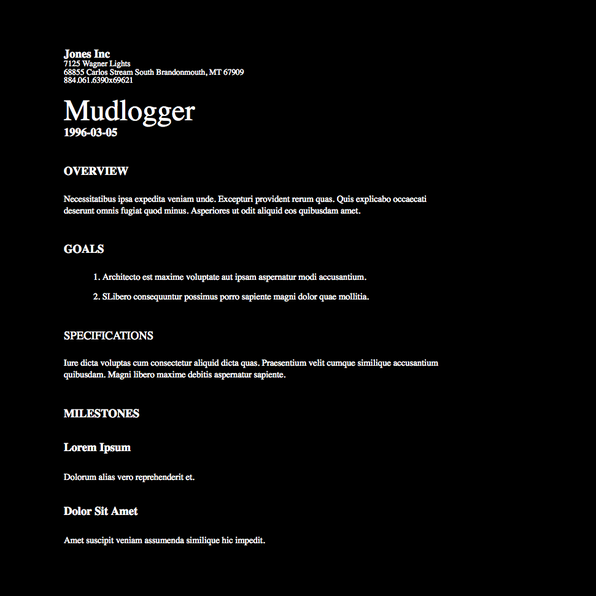 Jones Inc
7125 Wagner Lights
68855 Carlos Stream South Brandonmouth, MT 67909
884.061.6390x69621
Mudlogger
1996-03-05
OVERVIEW
Necessitatibus ipsa expedita veniam unde. Excepturi provident rerum quas. Quis explicabo occaecati
deserunt omnis fugiat quod minus. Asperiores ut odit aliquid eos quibusdam amet.
GOALS
1. Architecto est maxime voluptate aut ipsam aspernatur modi accusantium.
2. SLibero consequuntur possimus porro sapiente magni dolor quae mollitia.
SPECIFICATIONS
Iure dicta voluptas cum consectetur aliquid dicta quas. Praesentium velit cumque similique accusantium
quibusdam. Magni libero maxime debitis aspernatur sapiente.
MILESTONES
Lorem Ipsum
Dolorum alias vero reprehenderit et.
Dolor Sit Amet
Amet suscipit veniam assumenda similique hic impedit.